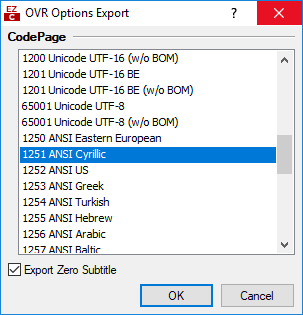 EZ
C
OVR Options Export
?
CodePage
1200 Unicode UTF-16 (w/o BOM)
1201 Unicode UTF-16 BE
1201 Unicode UTF-16 BE (w/o BOM)
65001 Unicode UTF-8
65001 Unicode UTF-8 (w/o BOM)
1250 ANSI Eastern European
1251 ANSI Cyrillic
1252 ANSI US
1253 ANSI Greek
1254 ANSI Turkish
1255 ANSI Hebrew
1256 ANSI Arabic
1257 ANSI Baltic
Export Zero Subtitle
OK
Cancel